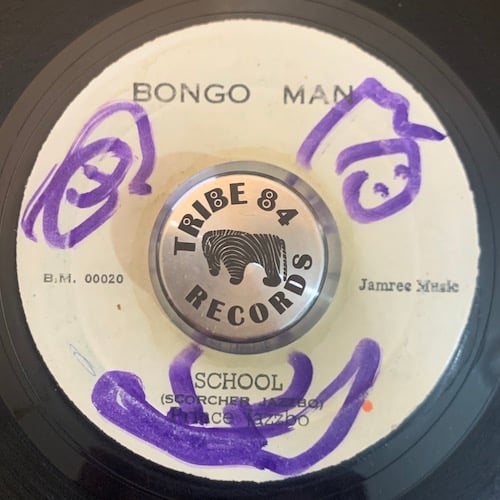 BONGO MAN
TRIBE 84
RECORDS
B.M. 00020
Jamree Music
SCHOOL
(SCORCHER JAZZBO)
Prince Jazzbo